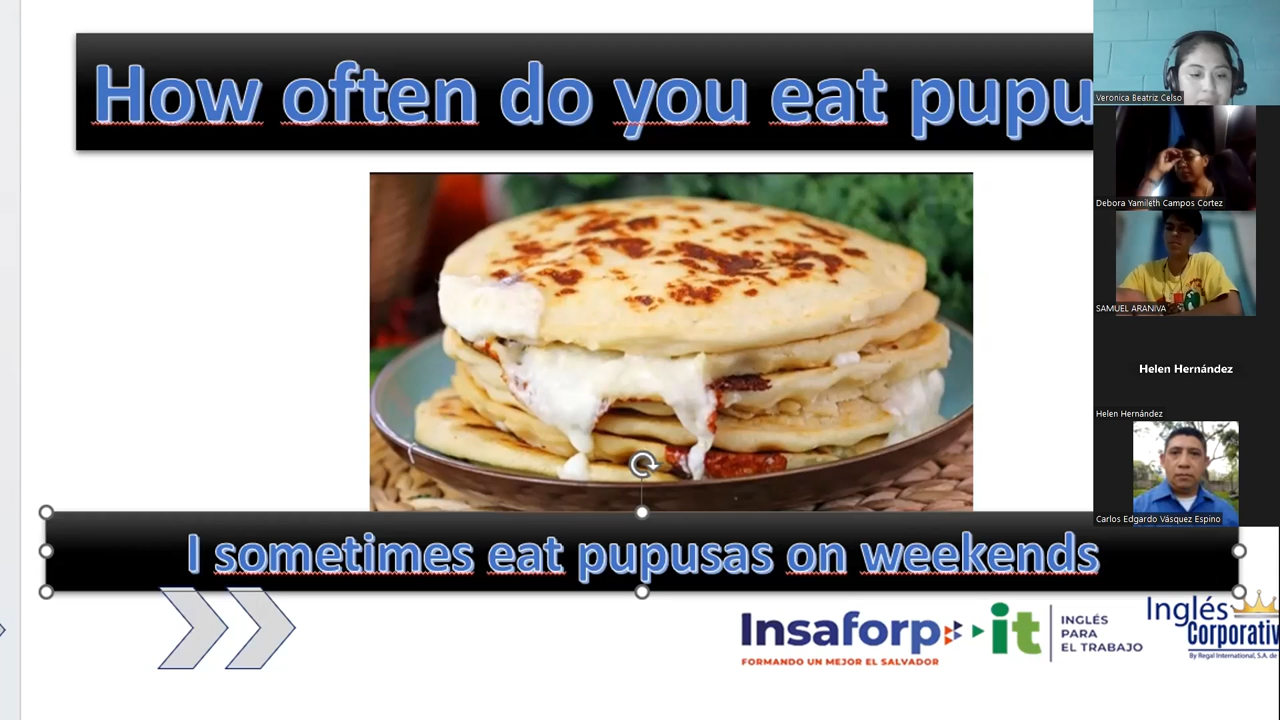 How often do you eat pupu
Veronica Beatriz Celso
Debora Yamileth Campos Cortez
SAMUEL ARANIVA
Helen Hernández
Helen Hernández
Carlos Edgardo Vásquez Espino
I sometimes eat pupusas on weekends
Insaforp
FORMANDO UN MEJOR EL SALVADOR
it
INGLÉS
PARA
EL TRABAJO
Inglés
Corporativ
By Regal International, S.A. de